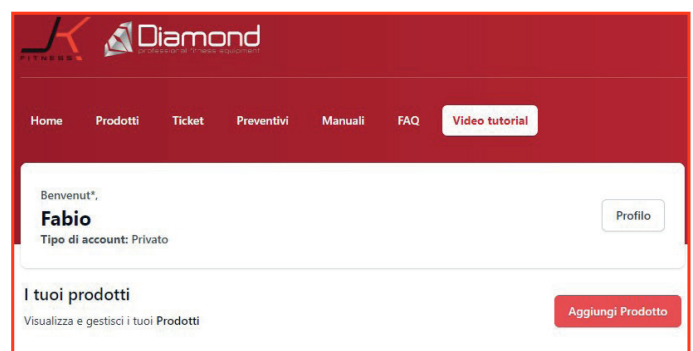 JK
FITNESS
Diamond
professional fitness equipment
Home Prodotti Ticket Preventivi Manuali FAQ Video tutorial
Benvenut*,
Fabio
Profilo
Tipo di account: Privato
I tuoi prodotti
Aggiungi Prodotto
Visualizza e gestisci i tuoi Prodotti